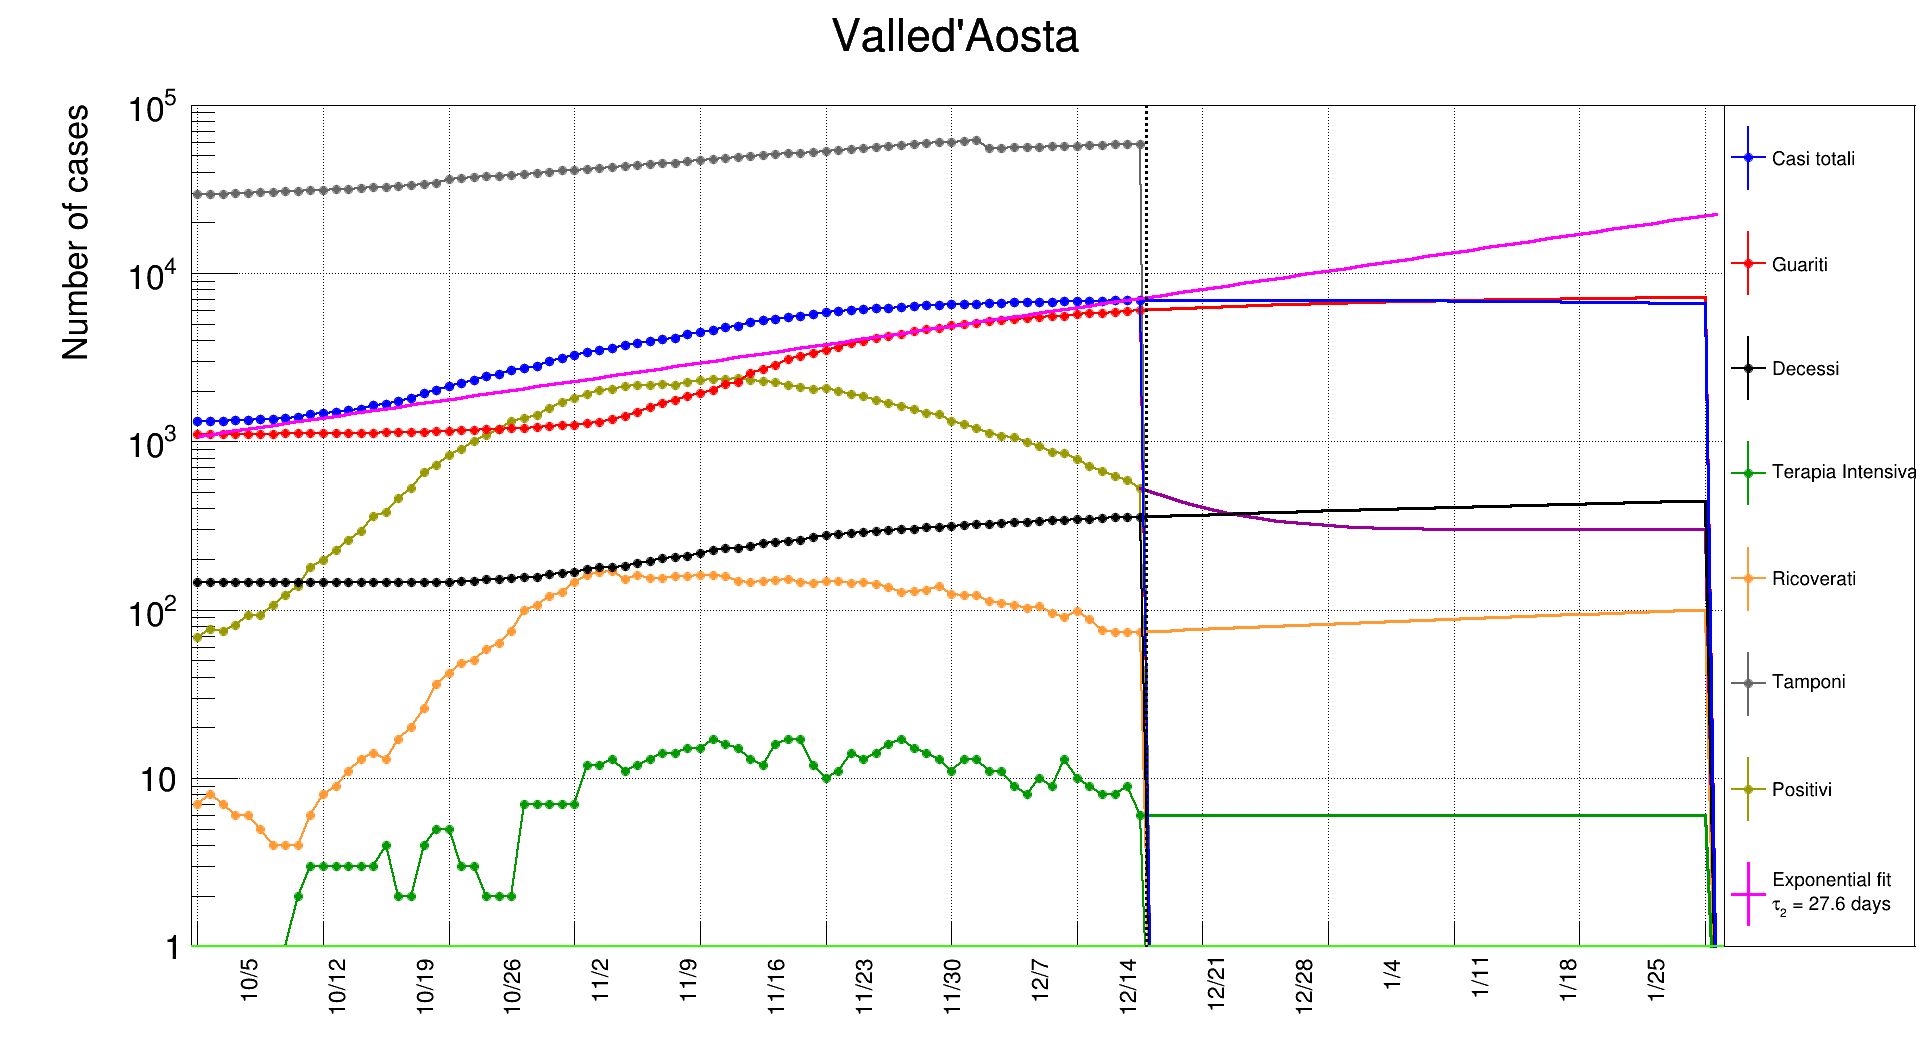 Valled'Aosta
Number of cases
10^5
10^4
10^3
10^2
10
1
10/5
10/12
10/19
10/26
11/2
11/9
11/16
11/23
11/30
12/7
12/14
12/21
12/28
1/4
1/11
1/18
1/25
Casi totali
Guariti
Decessi
Terapia Intensiva
Ricoverati
Tamponi
Positivi
Exponential fit
τ_2 = 27.6 days